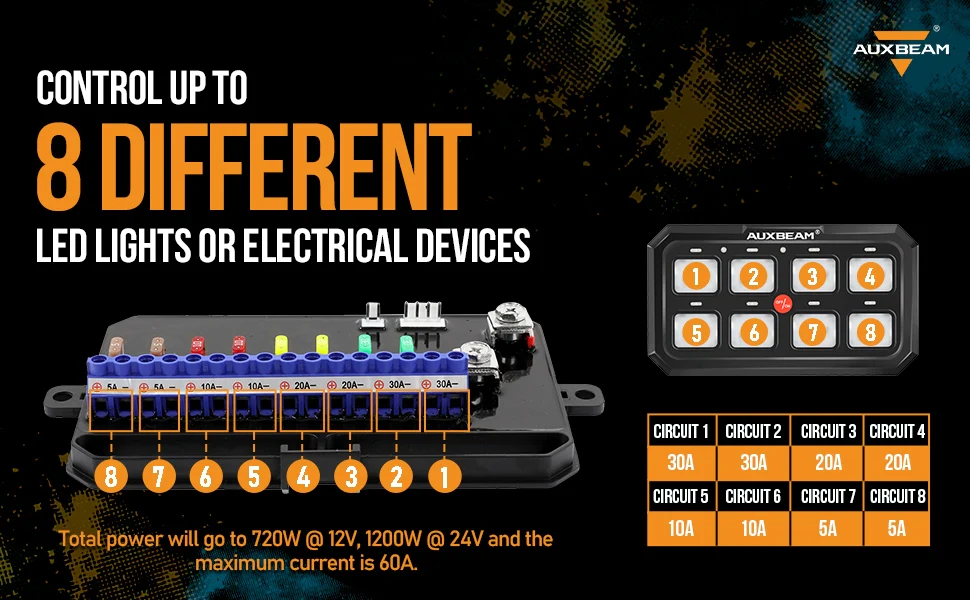 AUXBEAM®
CONTROL UP TO
8 DIFFERENT
LED LIGHTS OR ELECTRICAL DEVICES
AUXBEAM®
1 2 3 4
OFF/ON
5 6 7 8
⊕ 5A− ⊕ 5A− ⊕ 10A− ⊕ 10A− ⊕ 20A− ⊕ 20A− ⊕ 30A− ⊕ 30A−
8 7 6 5 4 3 2 1
CIRCUIT 1 CIRCUIT 2 CIRCUIT 3 CIRCUIT 4
30A 30A 20A 20A
CIRCUIT 5 CIRCUIT 6 CIRCUIT 7 CIRCUIT 8
10A 10A 5A 5A
Total power will go to 720W @ 12V, 1200W @ 24V and the
maximum current is 60A.